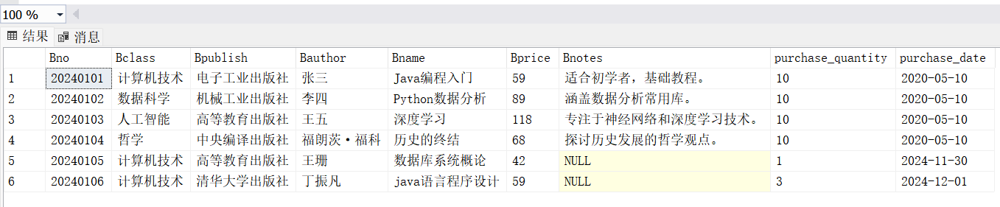 100 %
结果 消息
Bno Bclass Bpublish Bauthor Bname Bprice Bnotes purchase_quantity purchase_date
1 20240101 计算机技术 电子工业出版社 张三 Java编程入门 59 适合初学者，基础教程。 10 2020-05-10
2 20240102 数据科学 机械工业出版社 李四 Python数据分析 89 涵盖数据分析常用库。 10 2020-05-10
3 20240103 人工智能 高等教育出版社 王五 深度学习 118 专注于神经网络和深度学习技术。 10 2020-05-10
4 20240104 哲学 中央编译出版社 福朗茨·福科 历史的终结 68 探讨历史发展的哲学观点。 10 2020-05-10
5 20240105 计算机技术 高等教育出版社 王珊 数据库系统概论 42 NULL 1 2024-11-30
6 20240106 计算机技术 清华大学出版社 丁振凡 java语言程序设计 59 NULL 3 2024-12-01